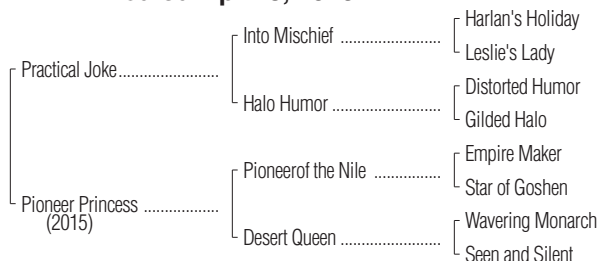 Harlan's Holiday
Into Mischief ......................
Leslie's Lady
Practical Joke......................
Distorted Humor
Halo Humor ........................
Gilded Halo
Empire Maker
Pioneerof the Nile ................
Star of Goshen
Pioneer Princess ................
(2015)
Wavering Monarch
Desert Queen ......................
Seen and Silent